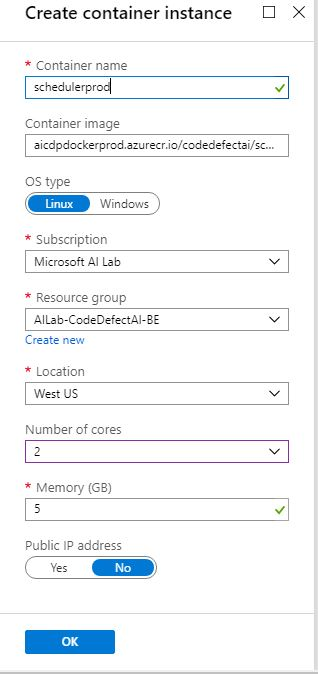 Create container instance
* Container name
schedulerprod
Container image
aicdpdockerprod.azurecr.io/codedefectai/sc...
OS type
Linux Windows
* Subscription
Microsoft AI Lab
* Resource group
AILab-CodeDefectAI-BE
Create new
* Location
West US
Number of cores
2
* Memory (GB)
5
Public IP address
Yes No
OK